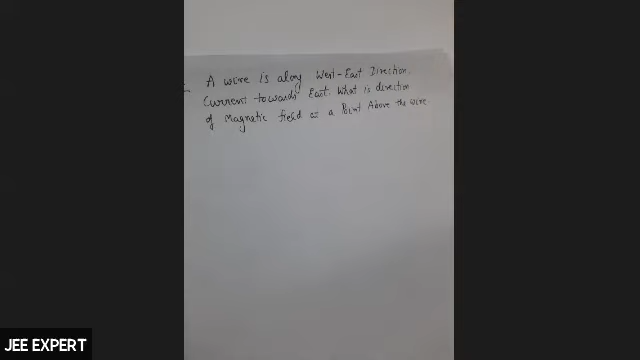 A wire is along West-East Direction.
Current towards East. What is direction
of Magnetic field at a Point Above the wire
JEE EXPERT